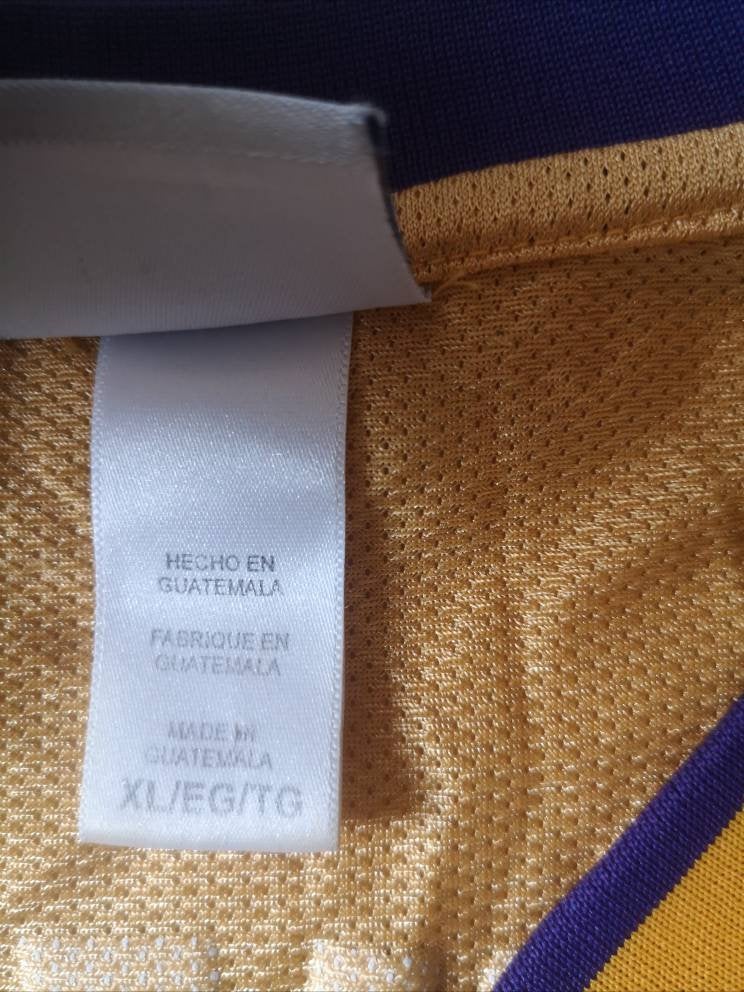 HECHO EN
GUATEMALA
FABRIQUE EN
GUATEMALA
MADE IN
GUATEMALA
XL/EG/TG